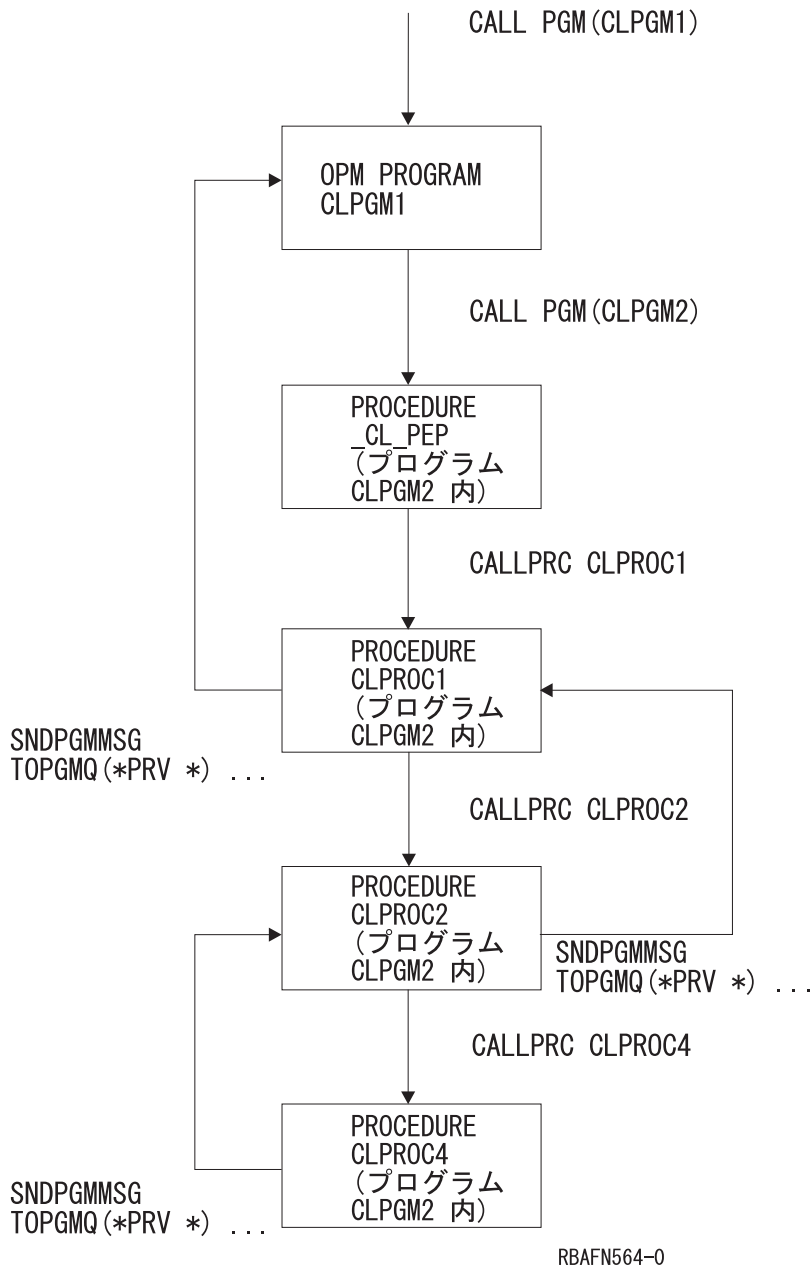 CALL PGM(CLPGM1)
OPM PROGRAM
CLPGM1
CALL PGM(CLPGM2)
PROCEDURE
_CL_PEP
(プログラム
CLPGM2 内)
CALLPRC CLPROC1
PROCEDURE
CLPROC1
(プログラム
CLPGM2 内)
SNDPGMMSG
TOPGMQ(*PRV *) ...
CALLPRC CLPROC2
PROCEDURE
CLPROC2
(プログラム
CLPGM2 内)
SNDPGMMSG
TOPGMQ(*PRV *) ...
CALLPRC CLPROC4
PROCEDURE
CLPROC4
(プログラム
CLPGM2 内)
SNDPGMMSG
TOPGMQ(*PRV *) ...
RBAFN564-0